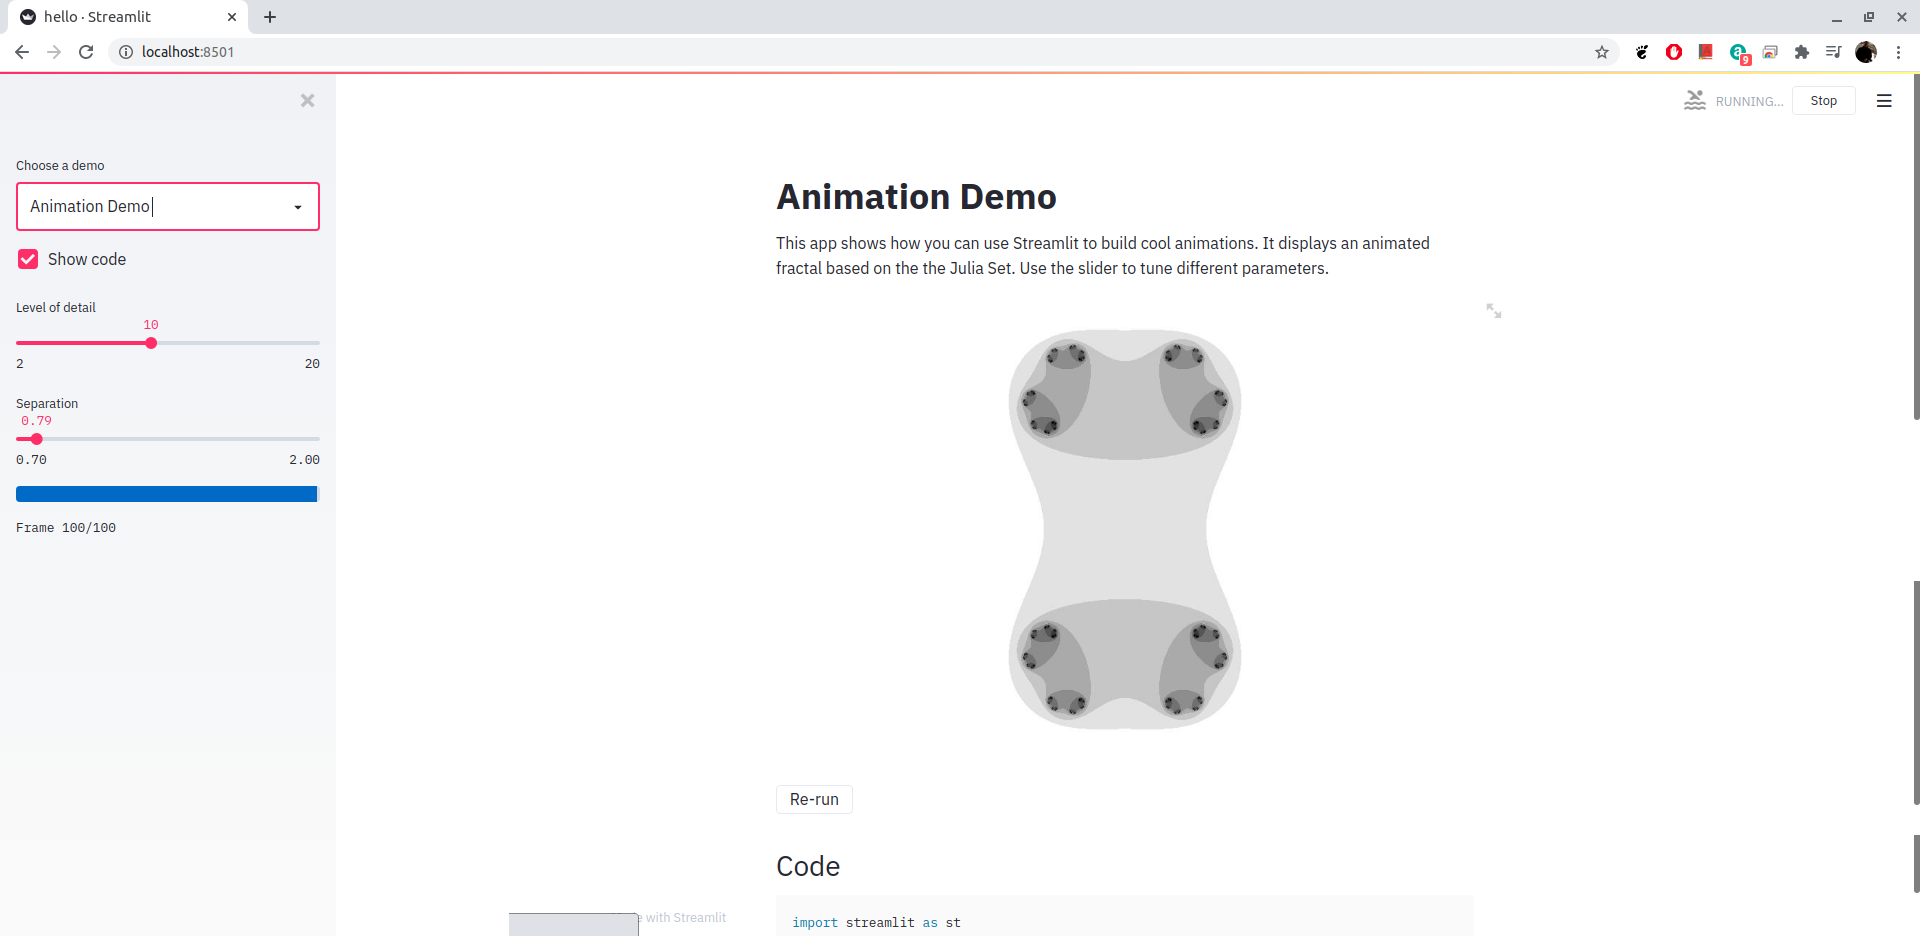 hello · Streamlit
localhost:8501
9
RUNNING...
Stop
Choose a demo
Animation Demo
Show code
Level of detail
10
2
20
Separation
0.79
0.70
2.00
Frame 100/100
Animation Demo
This app shows how you can use Streamlit to build cool animations. It displays an animated
fractal based on the the Julia Set. Use the slider to tune different parameters.
Re-run
Code
import streamlit as st
with Streamlit